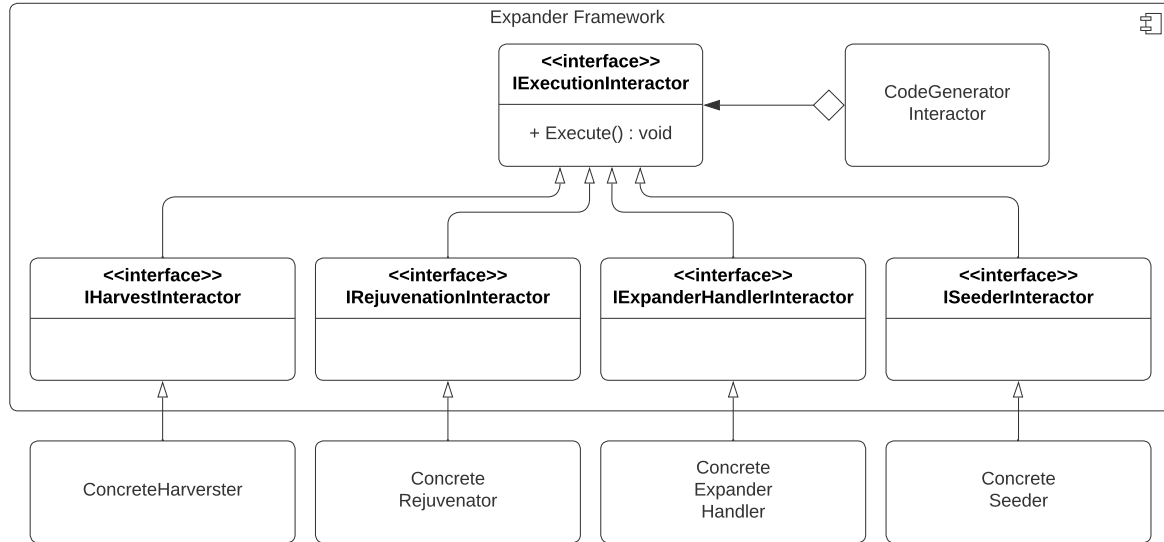 Expander Framework
<<interface>>
IExecutionInteractor
+ Execute() : void
CodeGenerator
Interactor
<<interface>>
IHarvestInteractor
<<interface>>
IRejuvenationInteractor
<<interface>>
IExpanderHandlerInteractor
<<interface>>
ISeederInteractor
ConcreteHarverster
Concrete
Rejuvenator
Concrete
Expander
Handler
Concrete
Seeder